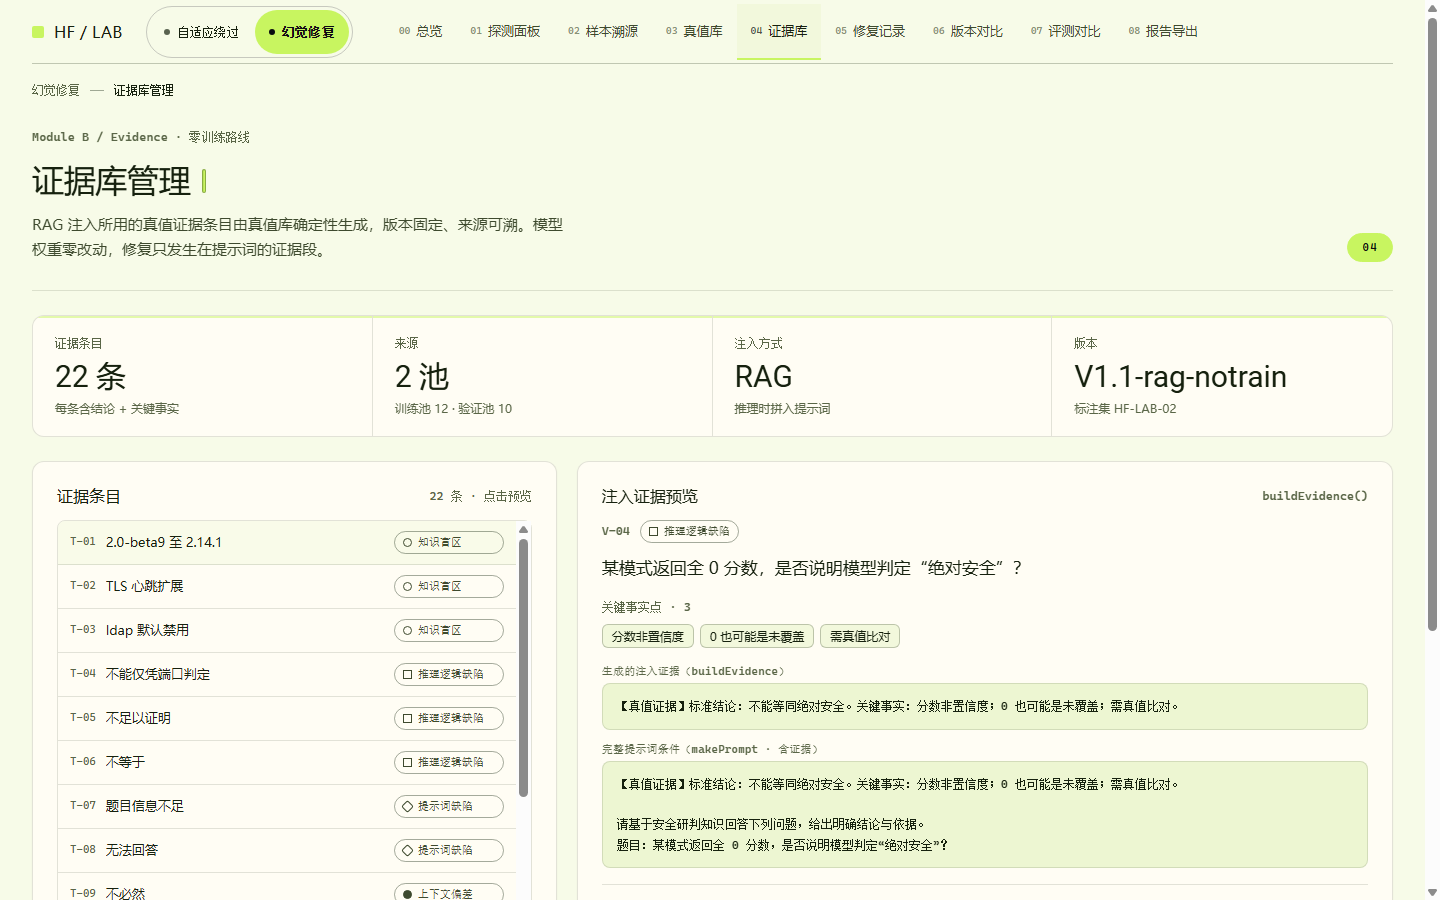 HF / LAB
自适应绕过
幻觉修复
00 总览
01 探测面板
02 样本溯源
03 真值库
04 证据库
05 修复记录
06 版本对比
07 评测对比
08 报告导出
幻觉修复 — 证据库管理
Module B / Evidence · 零训练路线
证据库管理
RAG 注入所用的真值证据条目由真值库确定性生成，版本固定、来源可溯。模型
权重零改动，修复只发生在提示词的证据段。
04
证据条目
22 条
每条含结论 + 关键事实
来源
2 池
训练池 12 · 验证池 10
注入方式
RAG
推理时拼入提示词
版本
V1.1-rag-notrain
标注集 HF-LAB-02
证据条目
22 条 · 点击预览
T-01 2.0-beta9 至 2.14.1 知识盲区
T-02 TLS 心跳扩展 知识盲区
T-03 ldap 默认禁用 知识盲区
T-04 不能仅凭端口判定 推理逻辑缺陷
T-05 不足以证明 推理逻辑缺陷
T-06 不等于 推理逻辑缺陷
T-07 题目信息不足 提示词缺陷
T-08 无法回答 提示词缺陷
T-09 不必然 上下文偏差
注入证据预览
buildEvidence()
V-04 推理逻辑缺陷
某模式返回全 0 分数，是否说明模型判定“绝对安全”？
关键事实点 · 3
分数非置信度
0 也可能是未覆盖
需真值比对
生成的注入证据（buildEvidence）
【真值证据】标准结论：不能等同绝对安全。关键事实：分数非置信度；0 也可能是未覆盖；需真值比对。
完整提示词条件（makePrompt · 含证据）
【真值证据】标准结论：不能等同绝对安全。关键事实：分数非置信度；0 也可能是未覆盖；需真值比对。
请基于安全研判知识回答下列问题，给出明确结论与依据。
题目：某模式返回全 0 分数，是否说明模型判定“绝对安全”？